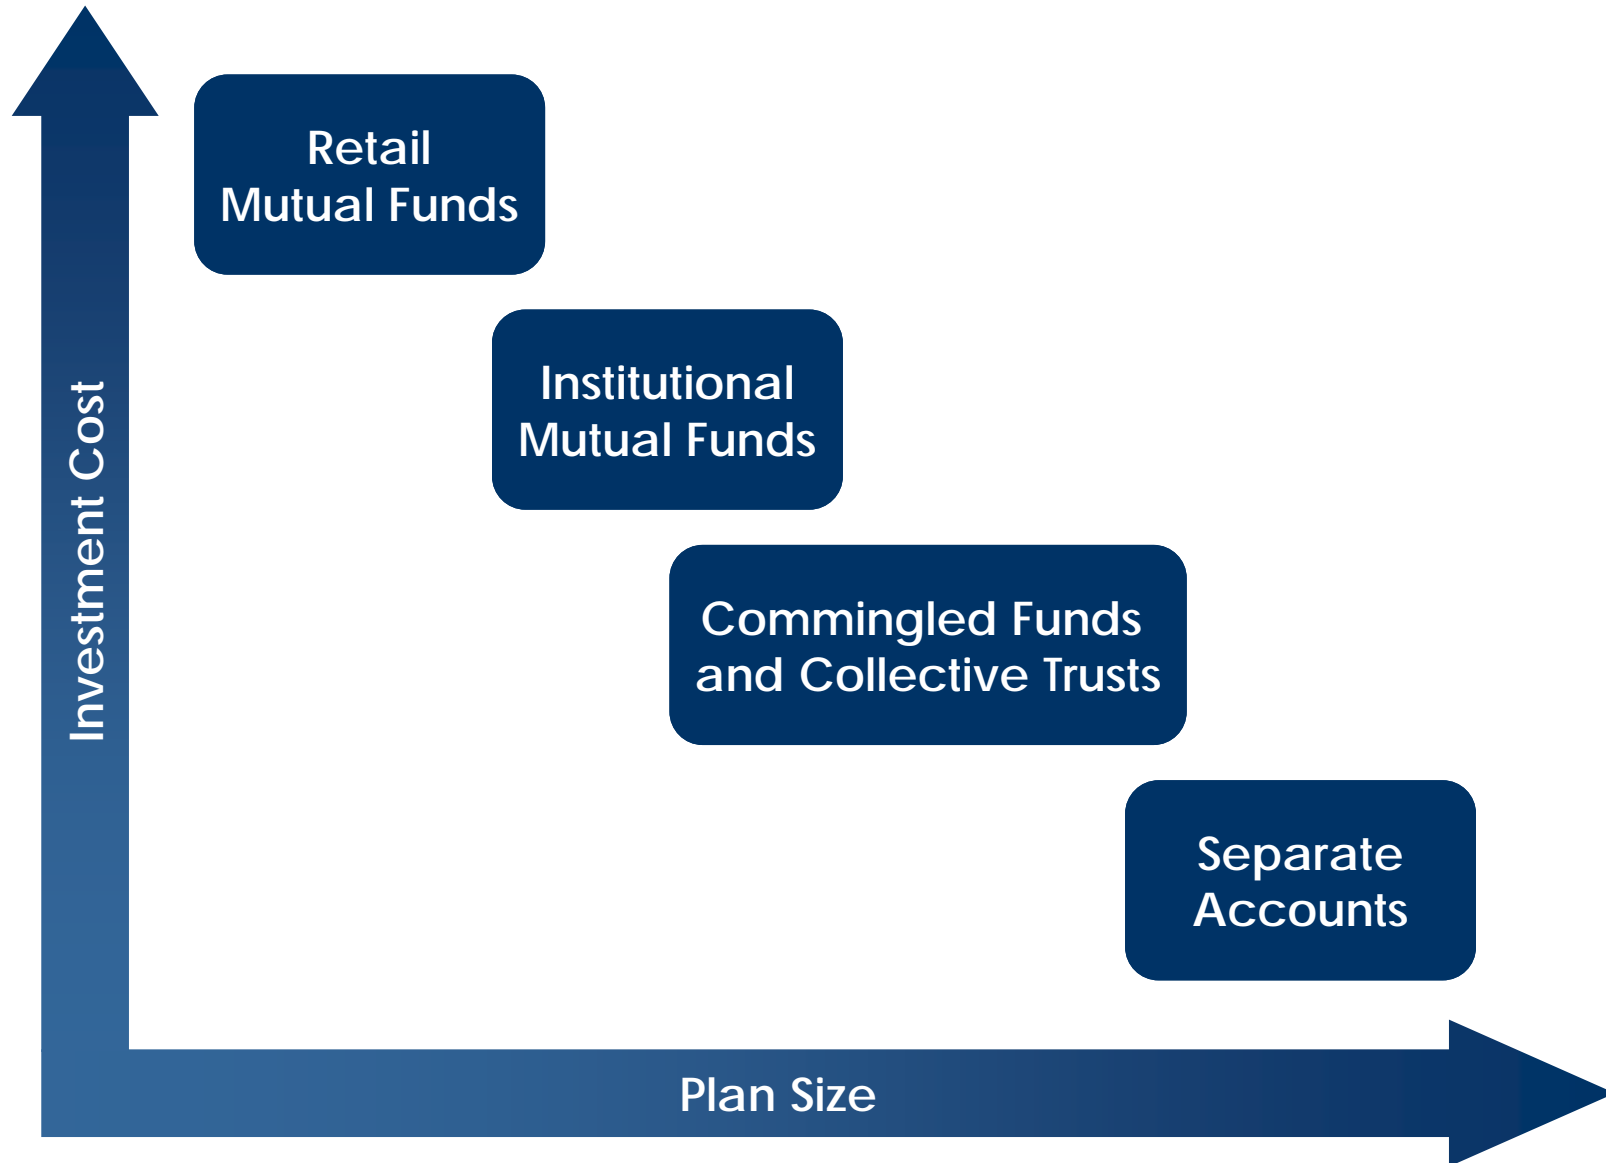 Retail
Mutual Funds
Institutional
Mutual Funds
Commingled Funds
and Collective Trusts
Separate
Accounts
Investment Cost
Plan Size